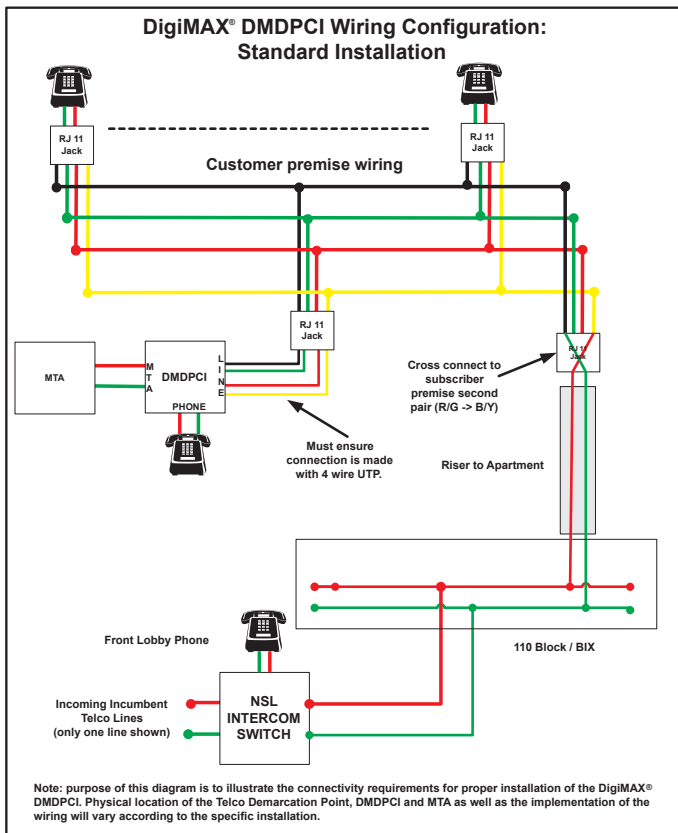 DigiMAX® DMDPCI Wiring Configuration:
Standard Installation
RJ 11
Jack
RJ 11
Jack
Customer premise wiring
RJ 11
Jack
RJ 11
Jack
MTA
MTA
DMDPCI
LINE
PHONE
Cross connect to
subscriber
premise second
pair (R/G -> B/Y)
Must ensure
connection is made
with 4 wire UTP.
Riser to Apartment
110 Block / BIX
Front Lobby Phone
Incoming Incumbent
Telco Lines
(only one line shown)
NSL
INTERCOM
SWITCH
Note: purpose of this diagram is to illustrate the connectivity requirements for proper installation of the DigiMAX®
DMDPCI. Physical location of the Telco Demarcation Point, DMDPCI and MTA as well as the implementation of the
wiring will vary according to the specific installation.